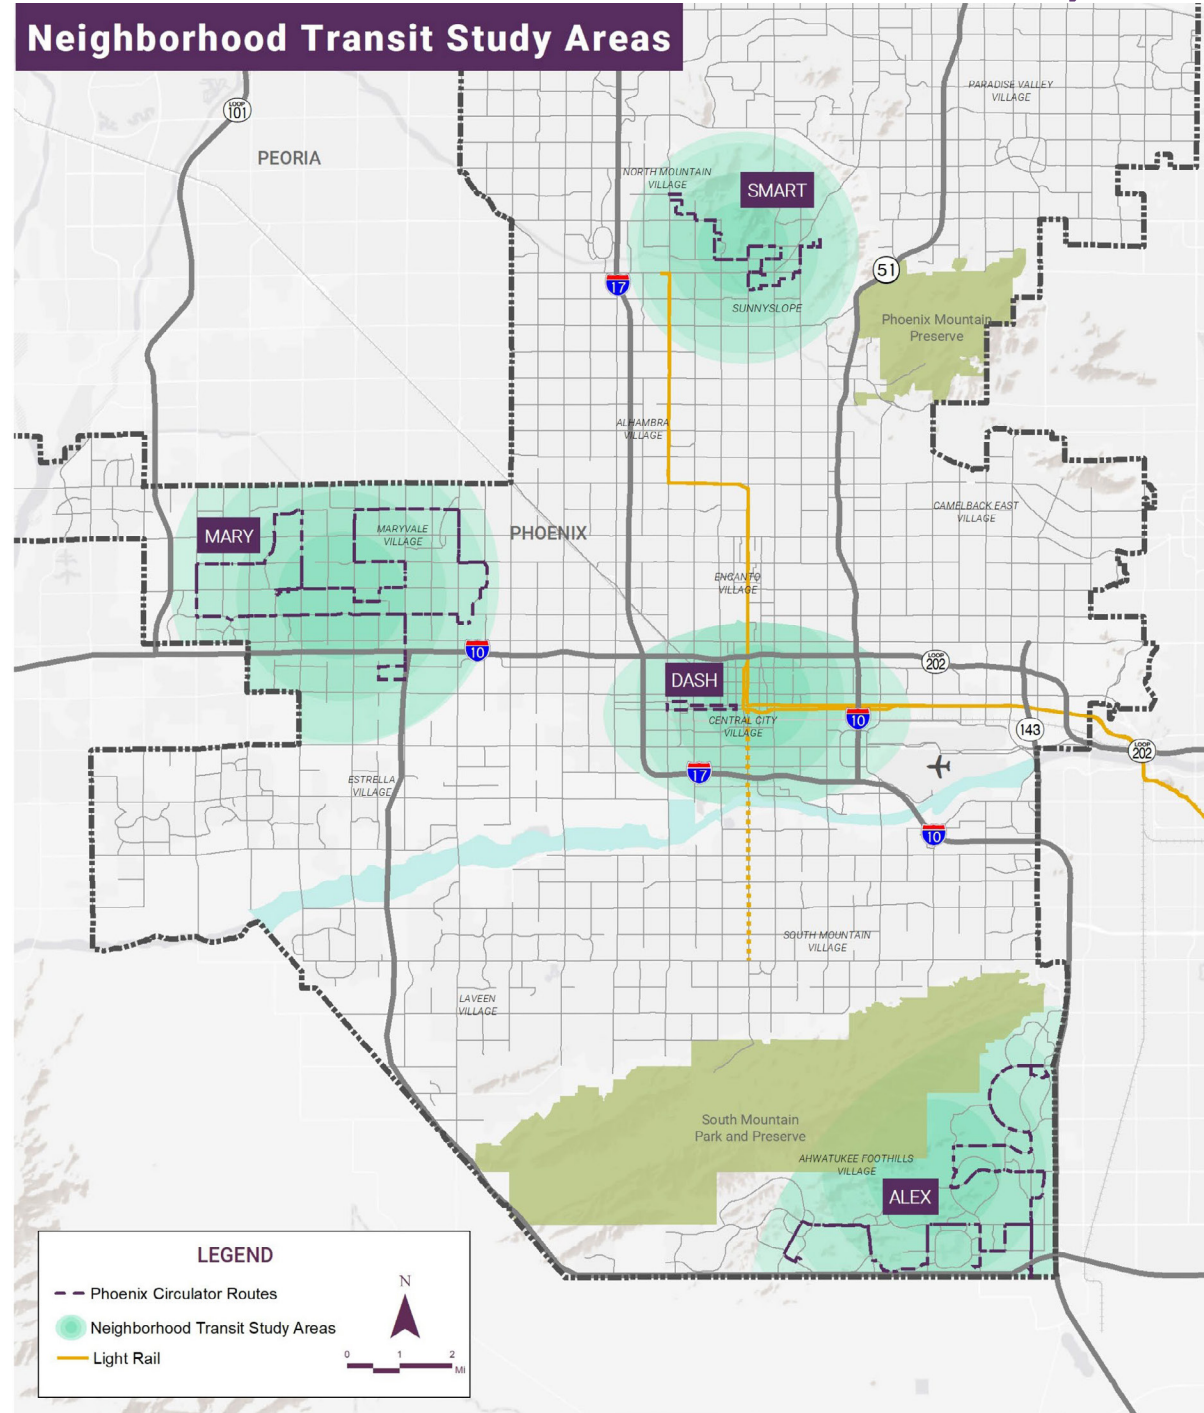 Neighborhood Transit Study Areas
LOOP
101
PEORIA
PARADISE VALLEY
VILLAGE
NORTH MOUNTAIN
VILLAGE
SMART
51
17
SUNNYSLOPE
Phoenix Mountain
Preserve
ALHAMBRA
VILLAGE
CAMELBACK EAST
VILLAGE
MARY
MARYVALE
VILLAGE
PHOENIX
ENCANTO
VILLAGE
10
LOOP
202
DASH
CENTRAL CITY
VILLAGE
10
143
LOOP
202
17
ESTRELLA
VILLAGE
10
SOUTH MOUNTAIN
VILLAGE
LAVEEN
VILLAGE
South Mountain
Park and Preserve
AHWATUKEE FOOTHILLS
VILLAGE
ALEX
LEGEND
Phoenix Circulator Routes
Neighborhood Transit Study Areas
Light Rail
N
0 1 2
Mi